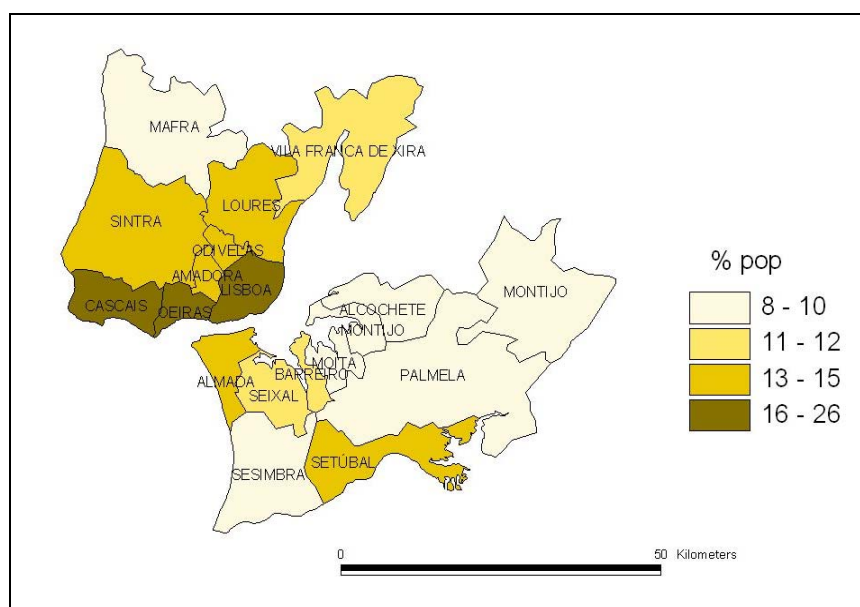 MAFRA
VILA FRANCA DE XIRA
LOURES
SINTRA
ODIVELAS
AMADORA
LISBOA
CASCAIS
OEIRAS
ALCOCHETE
MONTIJO
MONTIJO
MOITA
BARREIRO
PALMELA
ALMADA
SEIXAL
SETÚBAL
SESIMBRA
% pop
8 - 10
11 - 12
13 - 15
16 - 26
0 50 Kilometers